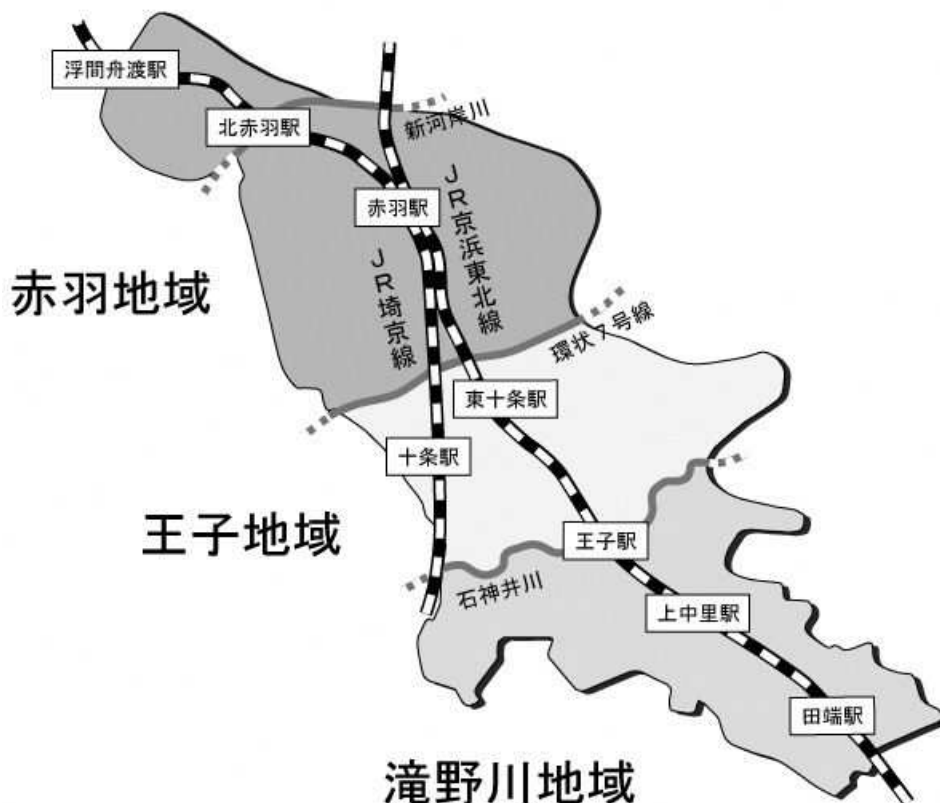 浮間舟渡駅
北赤羽駅
新河岸川
赤羽駅
JR京浜東北線
JR埼京線
赤羽地域
環状7号線
東十条駅
十条駅
王子地域
王子駅
石神井川
上中里駅
田端駅
滝野川地域